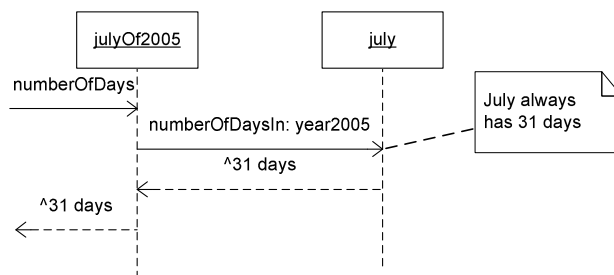 julyOf2005
july
numberOfDays
July always
has 31 days
numberOfDaysIn: year2005
^31 days
^31 days